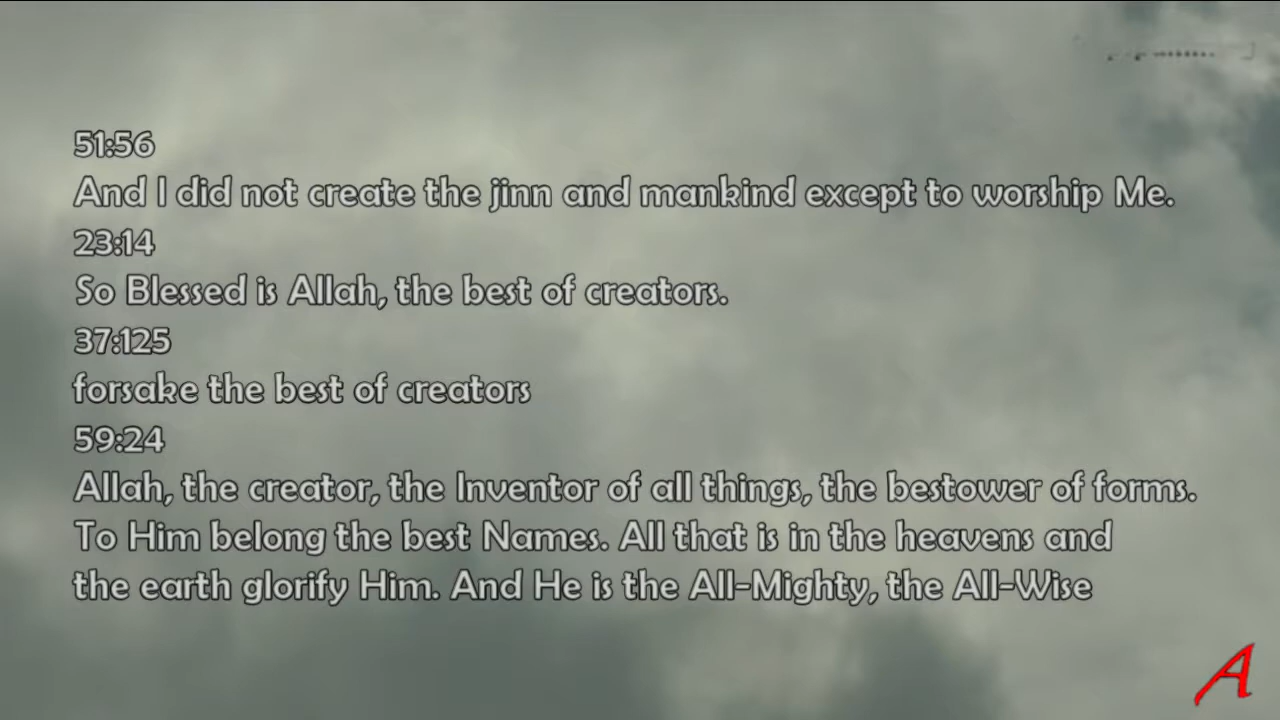 51:56
And I did not create the jinn and mankind except to worship Me.
23:14
So Blessed is Allah, the best of creators.
37:125
forsake the best of creators
59:24
Allah, the creator, the Inventor of all things, the bestower of forms.
To Him belong the best Names. All that is in the heavens and
the earth glorify Him. And He is the All-Mighty, the All-Wise
A